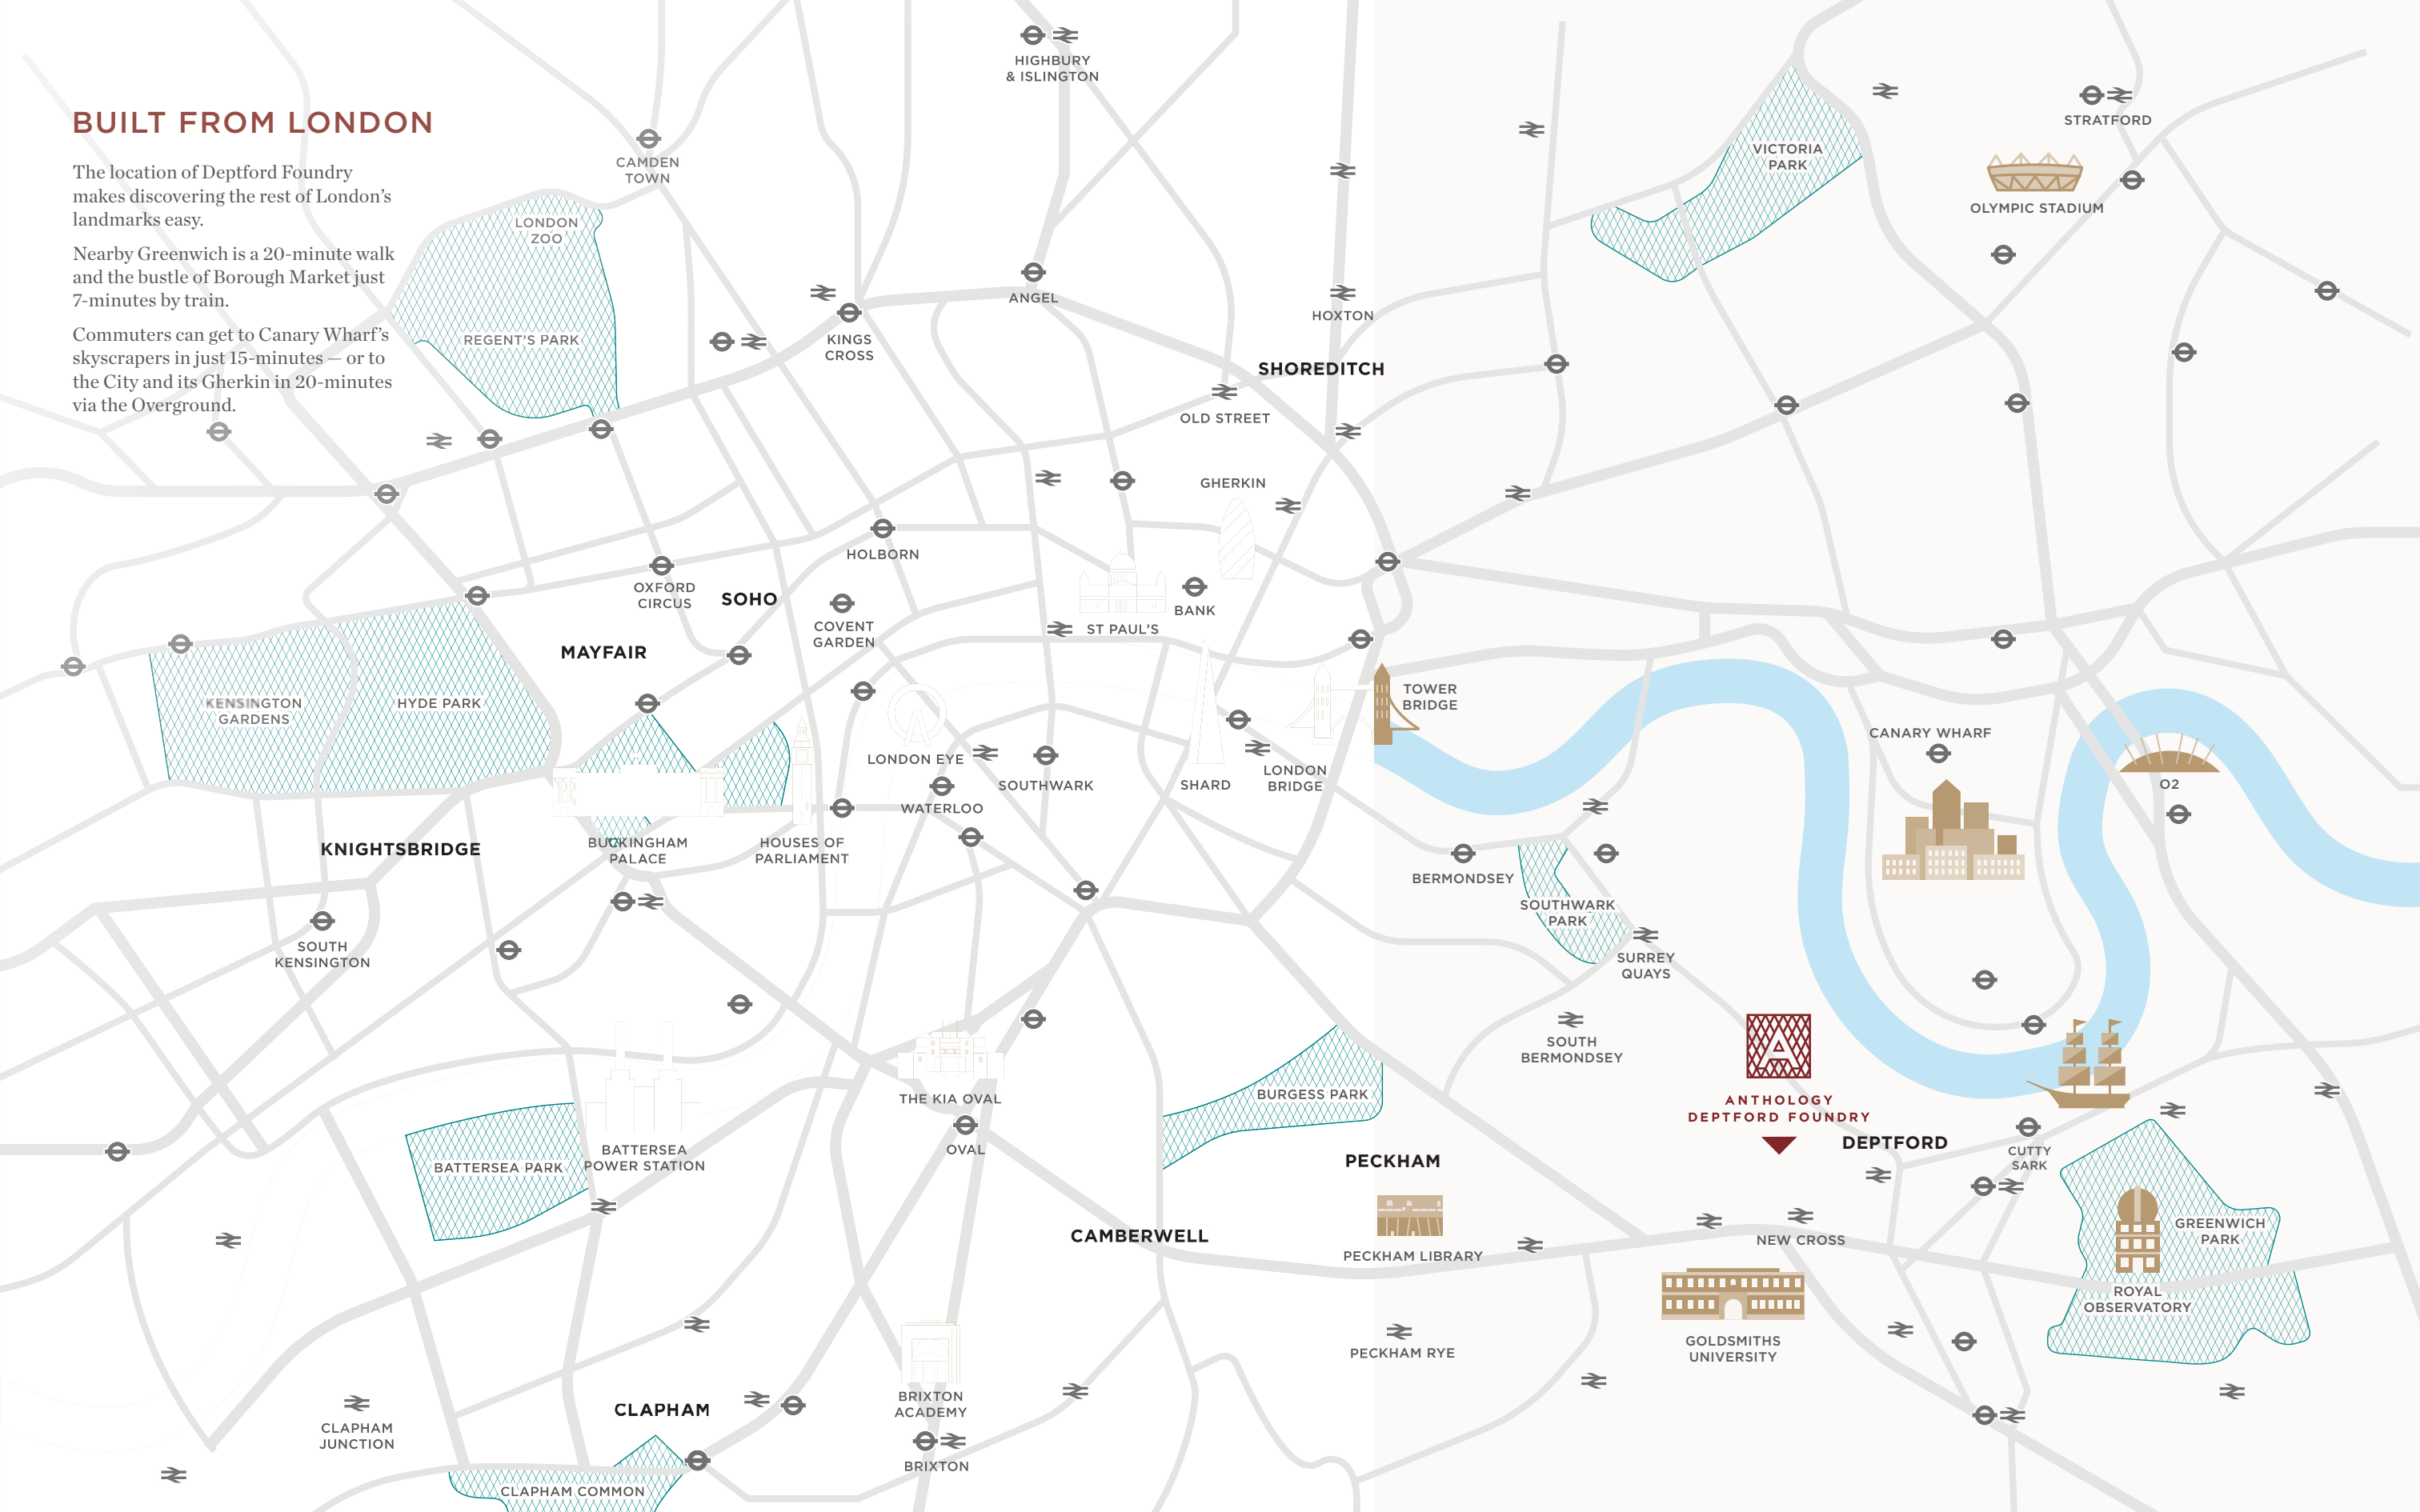 BUILT FROM LONDON
The location of Deptford Foundry
makes discovering the rest of London's
landmarks easy.
Nearby Greenwich is a 20-minute walk
and the bustle of Borough Market just
7-minutes by train.
Commuters can get to Canary Wharf's
skyscrapers in just 15-minutes — or to
the City and its Gherkin in 20-minutes
via the Overground.
HIGHBURY
& ISLINGTON
CAMDEN
TOWN
LONDON
ZOO
REGENT'S PARK
KINGS
CROSS
ANGEL
HOXTON
SHOREDITCH
OLD STREET
VICTORIA
PARK
STRATFORD
OLYMPIC STADIUM
GHERKIN
HOLBORN
OXFORD
CIRCUS
SOHO
COVENT
GARDEN
MAYFAIR
ST PAUL'S
BANK
KENSINGTON
GARDENS
HYDE PARK
TOWER
BRIDGE
LONDON EYE
SOUTHWARK
WATERLOO
SHARD
LONDON
BRIDGE
CANARY WHARF
O2
KNIGHTSBRIDGE
BUCKINGHAM
PALACE
HOUSES OF
PARLIAMENT
BERMONDSEY
SOUTHWARK
PARK
SURREY
QUAYS
SOUTH
KENSINGTON
SOUTH
BERMONDSEY
THE KIA OVAL
OVAL
BURGESS PARK
A
ANTHOLOGY
DEPTFORD FOUNDRY
DEPTFORD
CUTTY
SARK
BATTERSEA PARK
BATTERSEA
POWER STATION
PECKHAM
PECKHAM LIBRARY
CAMBERWELL
NEW CROSS
GREENWICH
PARK
ROYAL
OBSERVATORY
GOLDSMITHS
UNIVERSITY
PECKHAM RYE
BRIXTON
ACADEMY
BRIXTON
CLAPHAM
CLAPHAM
JUNCTION
CLAPHAM COMMON